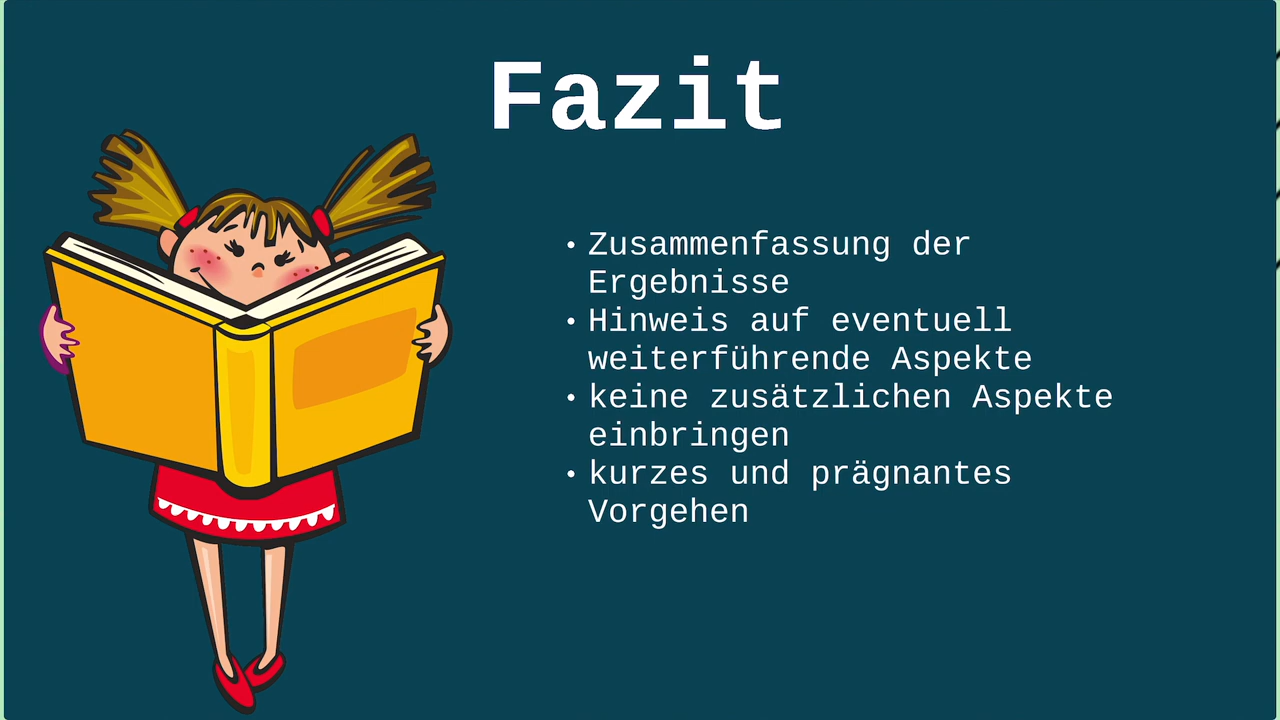 Fazit
• Zusammenfassung der
Ergebnisse
• Hinweis auf eventuell
weiterführende Aspekte
• keine zusätzlichen Aspekte
einbringen
• kurzes und prägnantes
Vorgehen